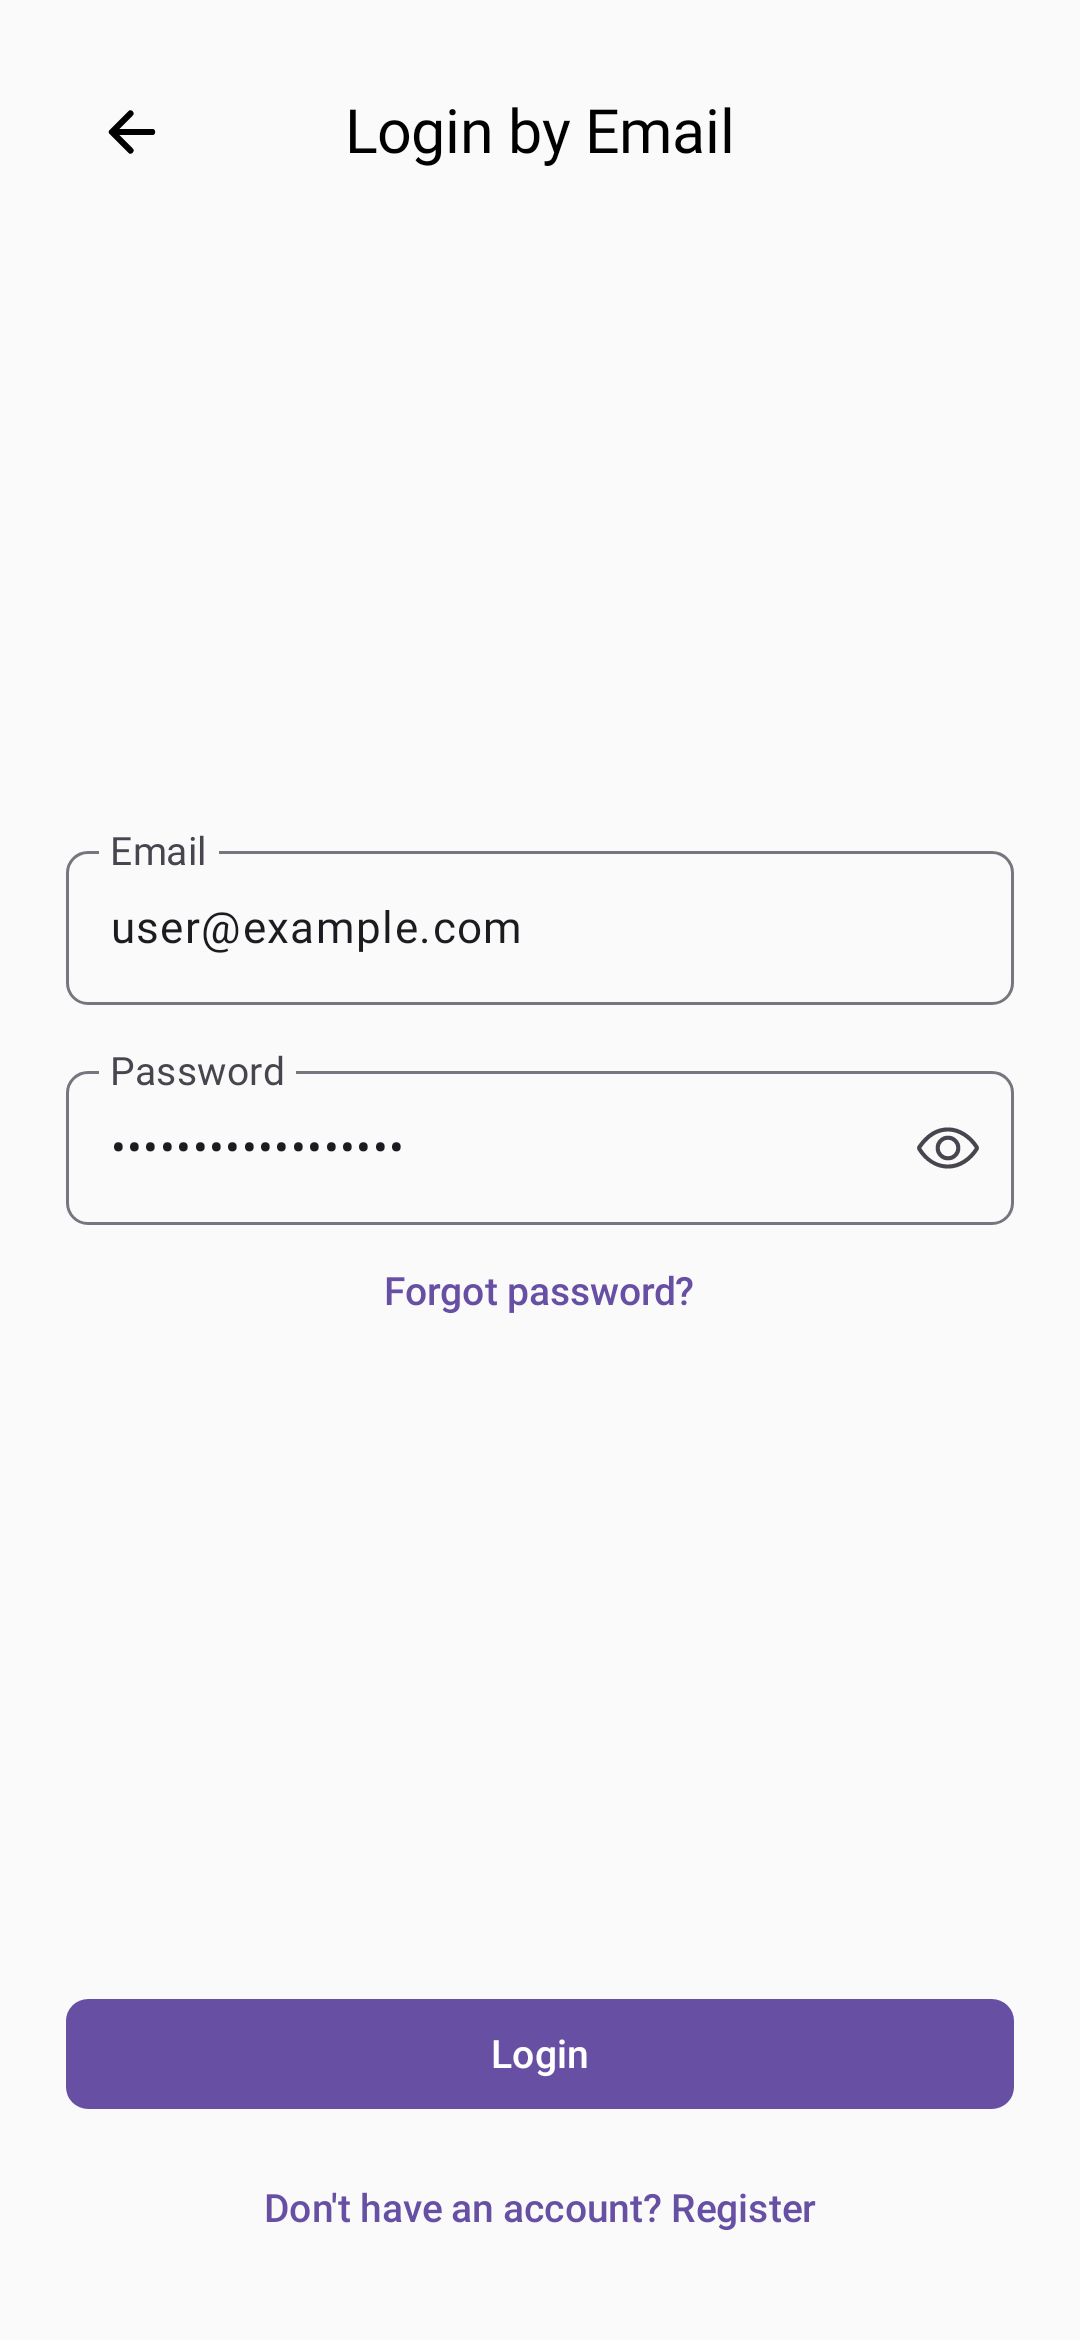 Login by Email
Email
user@example.com
Password
••••••••••••••••••
Forgot password?
Login
Don't have an account? Register